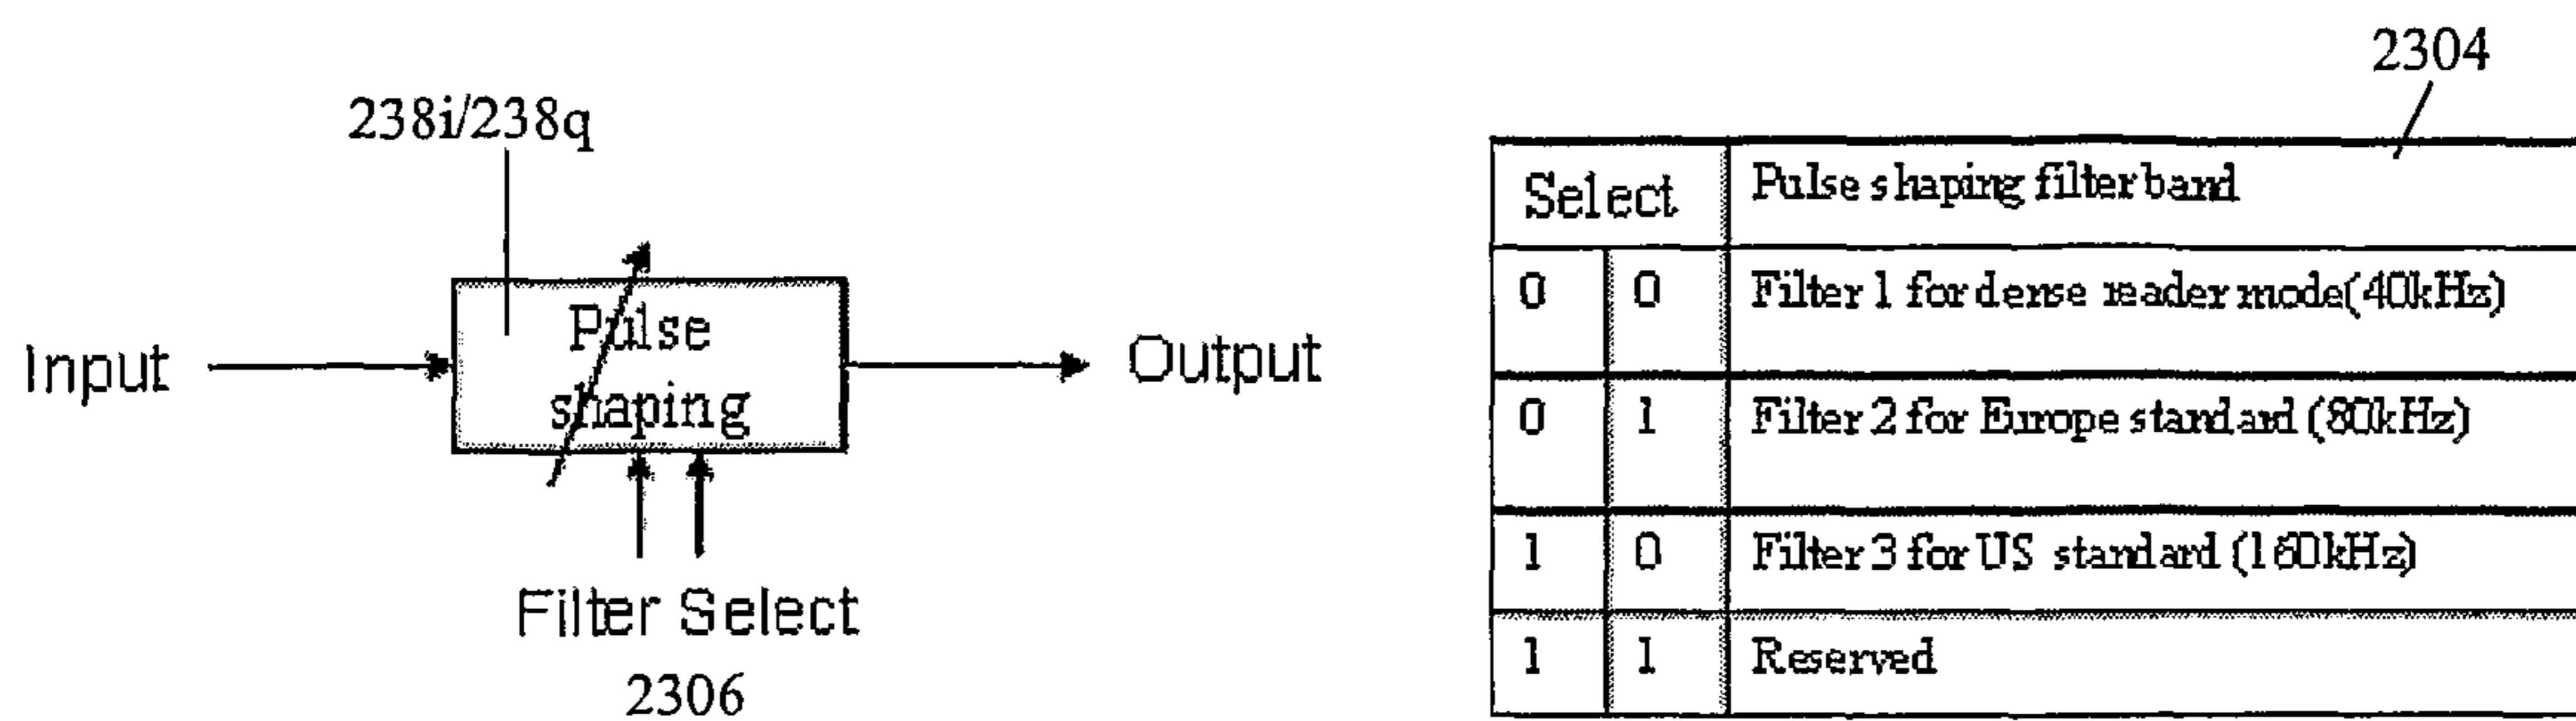 238i/238q
Input
Pulse
shaping
Output
Filter Select
2306
2304
Select Pulse shaping filter band
0 0 Filter 1 for dense reader mode(40kHz)
0 1 Filter 2 for Europe standard (80kHz)
1 0 Filter 3 for US standard (160kHz)
1 1 Reserved